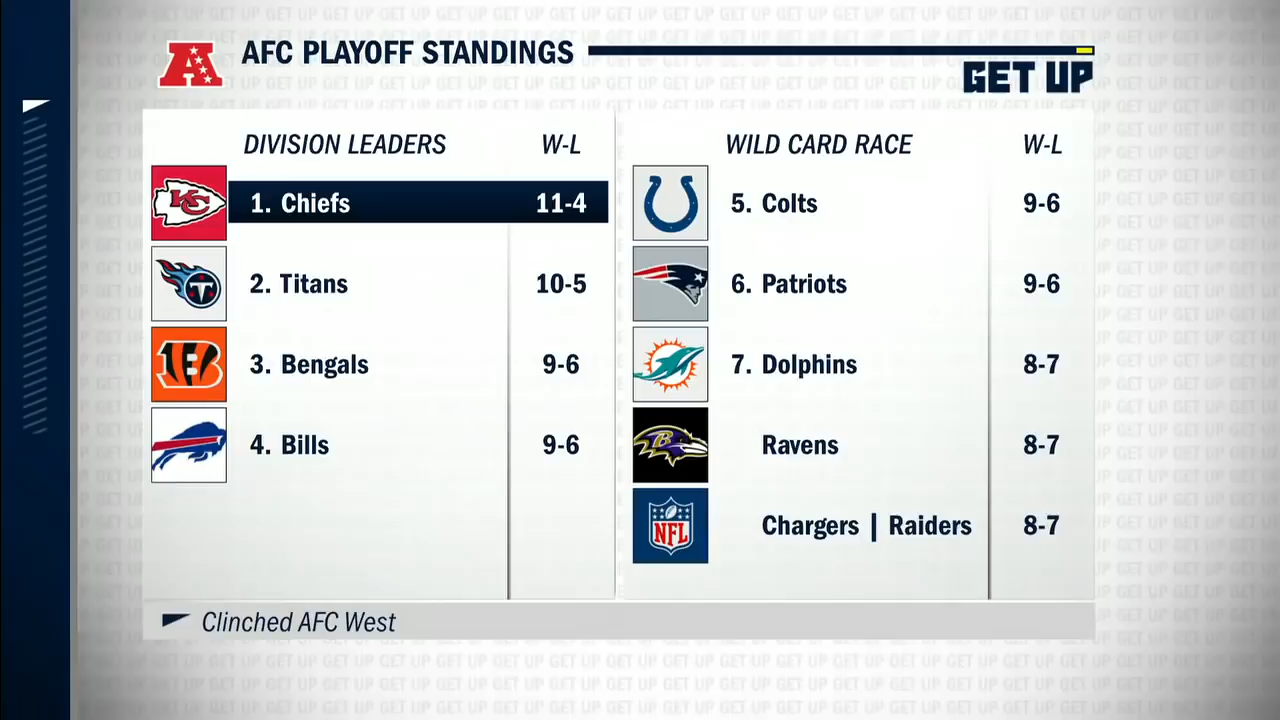 AFC PLAYOFF STANDINGS
GET UP
DIVISION LEADERS W-L
1. Chiefs 11-4
2. Titans 10-5
3. Bengals 9-6
4. Bills 9-6
WILD CARD RACE W-L
5. Colts 9-6
6. Patriots 9-6
7. Dolphins 8-7
Ravens 8-7
NFL
Chargers | Raiders 8-7
Clinched AFC West